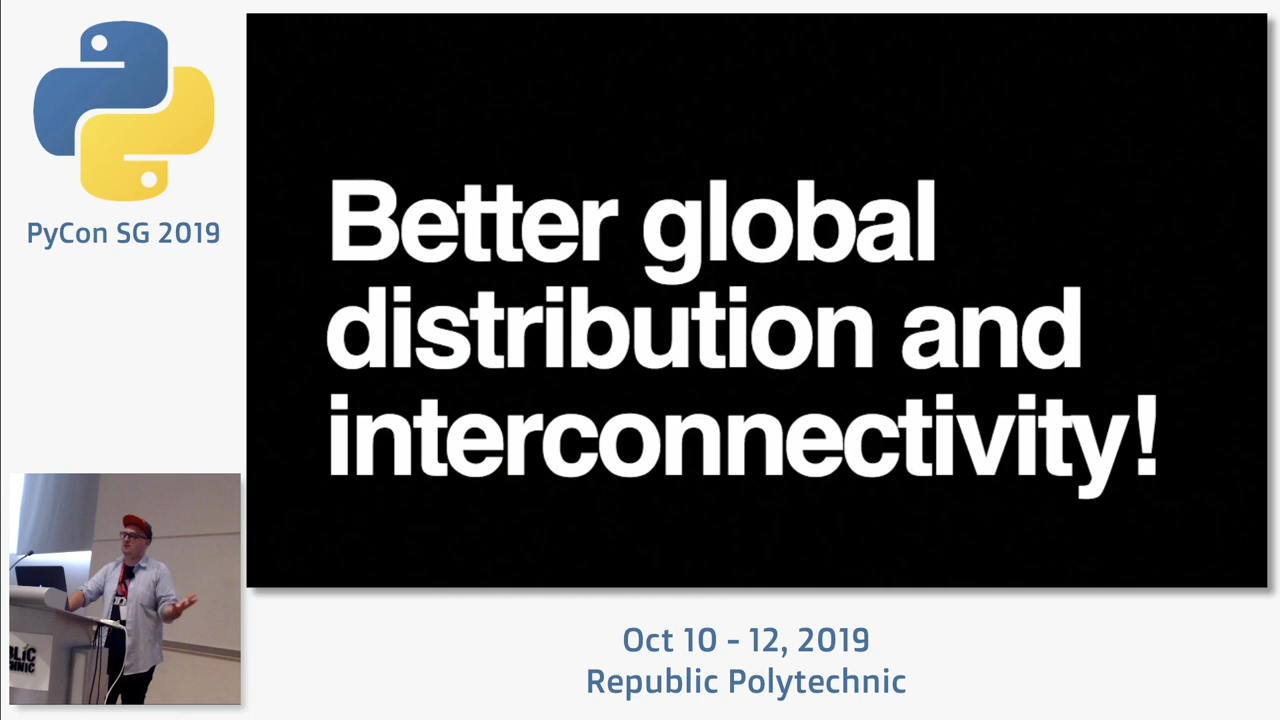 PyCon SG 2019
Better global
distribution and
interconnectivity!
Oct 10 - 12, 2019
Republic Polytechnic